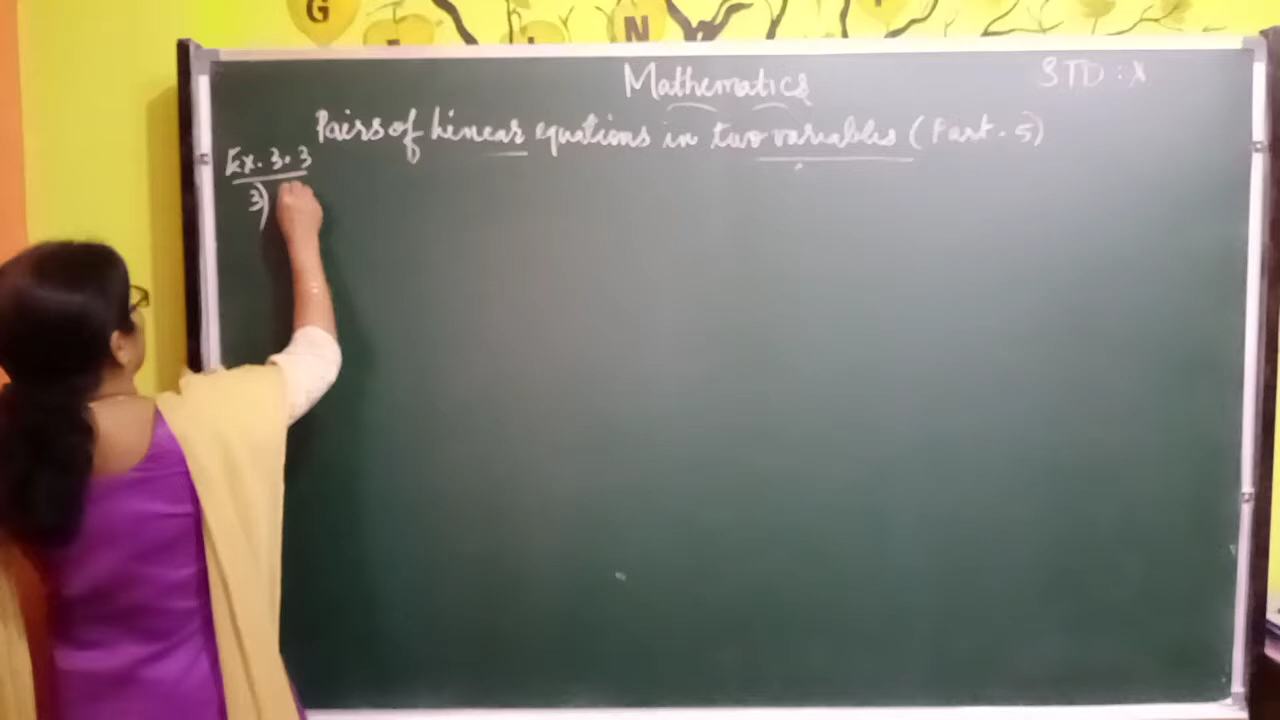 G
N
Mathematics
STD : X
Pairs of Linear equations in two variables (Part - 5)
Ex. 3.3
3)